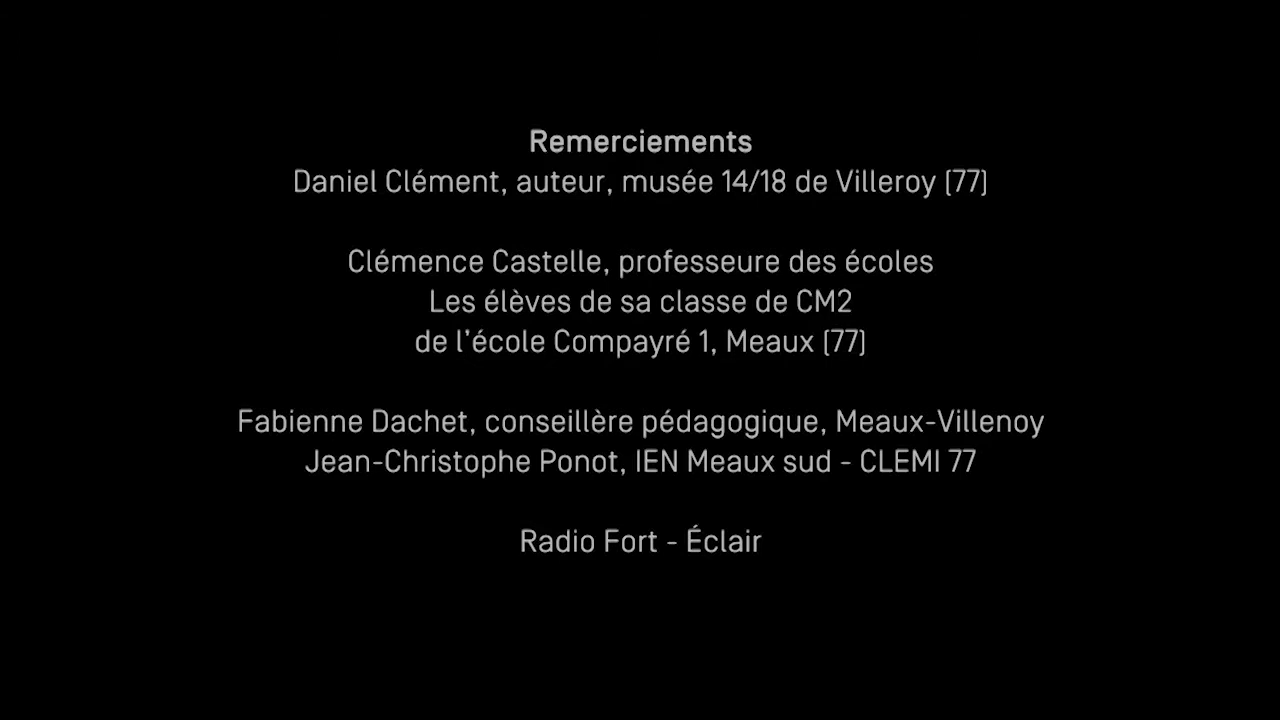 Remerciements
Daniel Clément, auteur, musée 14/18 de Villeroy (77)
Clémence Castelle, professeure des écoles
Les élèves de sa classe de CM2
de l’école Compayré 1, Meaux (77)
Fabienne Dachet, conseillère pédagogique, Meaux-Villenoy
Jean-Christophe Ponot, IEN Meaux sud - CLEMI 77
Radio Fort - Éclair